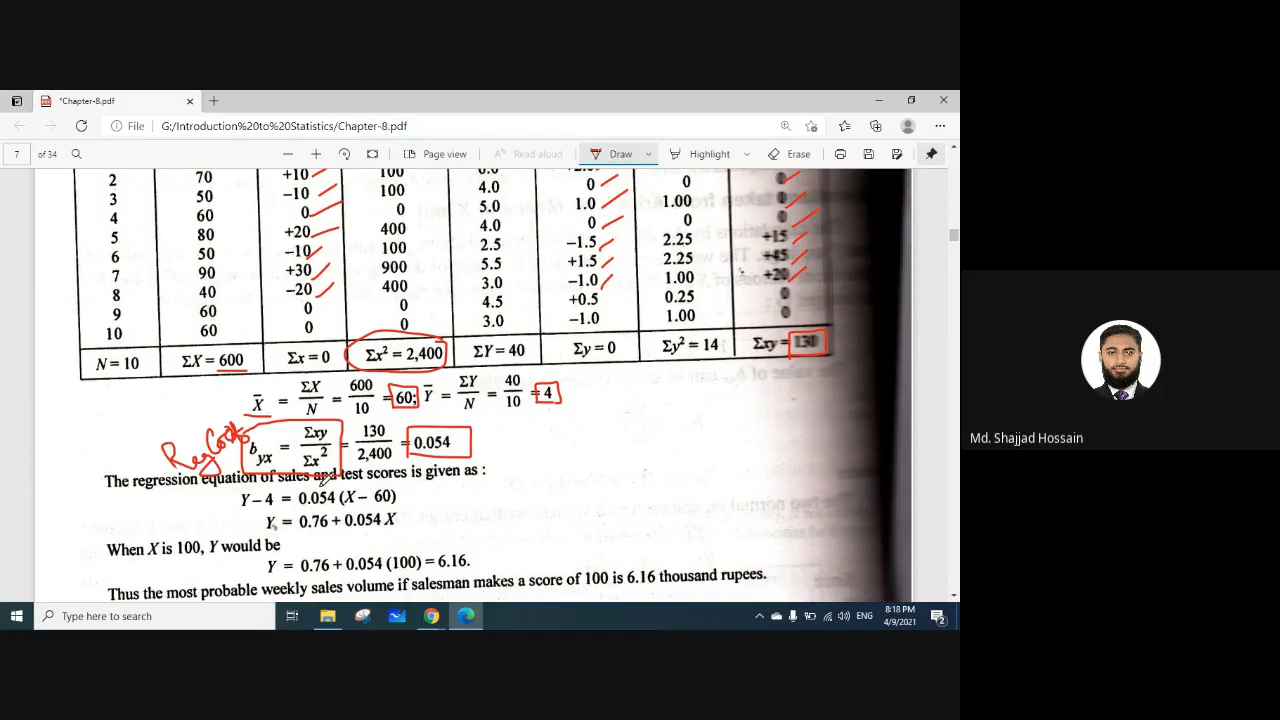 *Chapter-8.pdf
File G:/Introduction%20to%20Statistics/Chapter-8.pdf
7 of 34 Page view Read aloud Draw Highlight Erase
2 70 +10 100 0
3 50 −10 100 4.0 0 0 0
4 60 0 0 5.0 1.0 1.00 0
5 80 +20 400 4.0 0 0 0
6 50 −10 100 2.5 −1.5 2.25 +15
7 90 +30 900 5.5 +1.5 2.25 +45
8 40 −20 400 3.0 −1.0 1.00 +20
9 60 0 0 4.5 +0.5 0.25 0
10 60 0 0 3.0 −1.0 1.00 0
N = 10 ΣX = 600 Σx = 0 Σx² = 2,400 ΣY = 40 Σy = 0 Σy² = 14 Σxy = 130
X̄ = ΣX/N = 600/10 = 60; Ȳ = ΣY/N = 40/10 = 4
b yx = Σxy/Σx² = 130/2,400 = 0.054
The regression equation of sales and test scores is given as :
Y − 4 = 0.054 (X − 60)
Y = 0.76 + 0.054 X
When X is 100, Y would be
Y = 0.76 + 0.054 (100) = 6.16.
Thus the most probable weekly sales volume if salesman makes a score of 100 is 6.16 thousand rupees.
Type here to search
8:18 PM
4/9/2021
2
Md. Shajjad Hossain